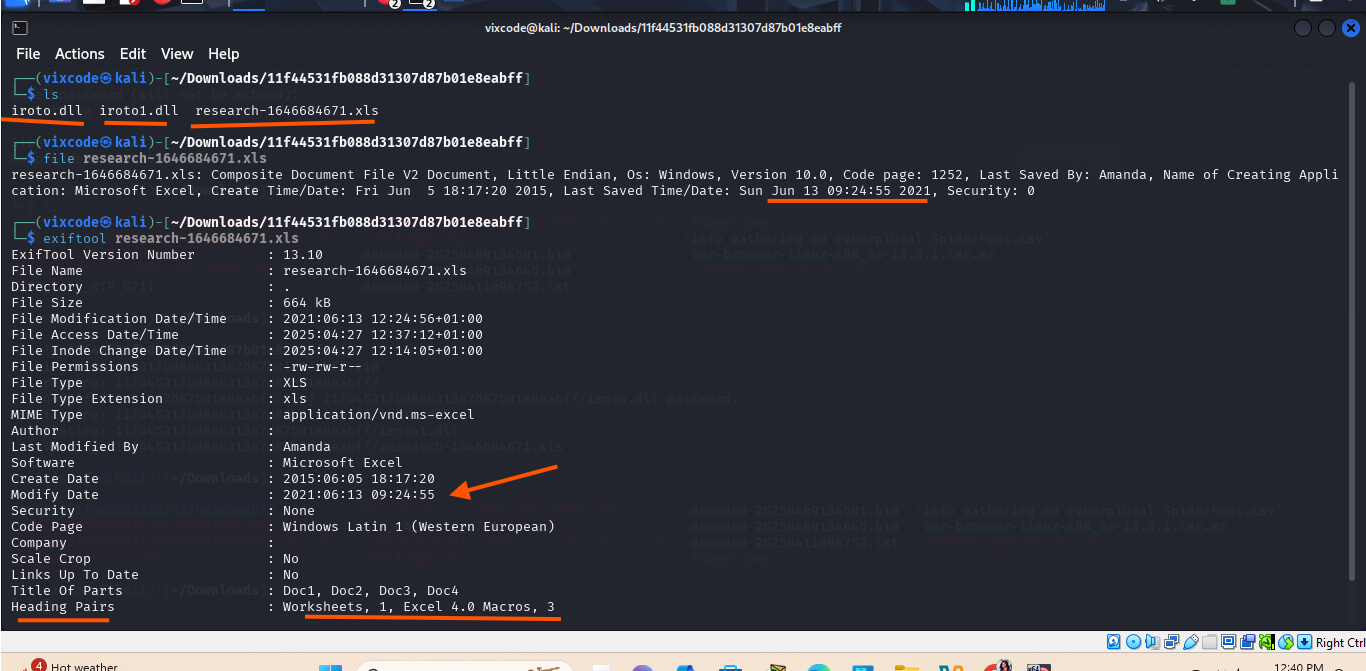 2
2
vixcode@kali: ~/Downloads/11f44531fb088d31307d87b01e8eabff
File Actions Edit View Help
┌──(vixcode㉿kali)-[~/Downloads/11f44531fb088d31307d87b01e8eabff]
└─$ ls
iroto.dll iroto1.dll research-1646684671.xls
┌──(vixcode㉿kali)-[~/Downloads/11f44531fb088d31307d87b01e8eabff]
└─$ file research-1646684671.xls
research-1646684671.xls: Composite Document File V2 Document, Little Endian, Os: Windows, Version 10.0, Code page: 1252, Last Saved By: Amanda, Name of Creating Appli
cation: Microsoft Excel, Create Time/Date: Fri Jun  5 18:17:20 2015, Last Saved Time/Date: Sun Jun 13 09:24:55 2021, Security: 0
┌──(vixcode㉿kali)-[~/Downloads/11f44531fb088d31307d87b01e8eabff]
└─$ exiftool research-1646684671.xls
ExifTool Version Number : 13.10
File Name : research-1646684671.xls
Directory : .
File Size : 664 kB
File Modification Date/Time : 2021:06:13 12:24:56+01:00
File Access Date/Time : 2025:04:27 12:37:12+01:00
File Inode Change Date/Time : 2025:04:27 12:14:05+01:00
File Permissions : -rw-rw-r--
File Type : XLS
File Type Extension : xls
MIME Type : application/vnd.ms-excel
Author :
Last Modified By : Amanda
Software : Microsoft Excel
Create Date : 2015:06:05 18:17:20
Modify Date : 2021:06:13 09:24:55
Security : None
Code Page : Windows Latin 1 (Western European)
Company :
Scale Crop : No
Links Up To Date : No
Title Of Parts : Doc1, Doc2, Doc3, Doc4
Heading Pairs : Worksheets, 1, Excel 4.0 Macros, 3
Right Ctrl
4
Hot weather
12:40 PM